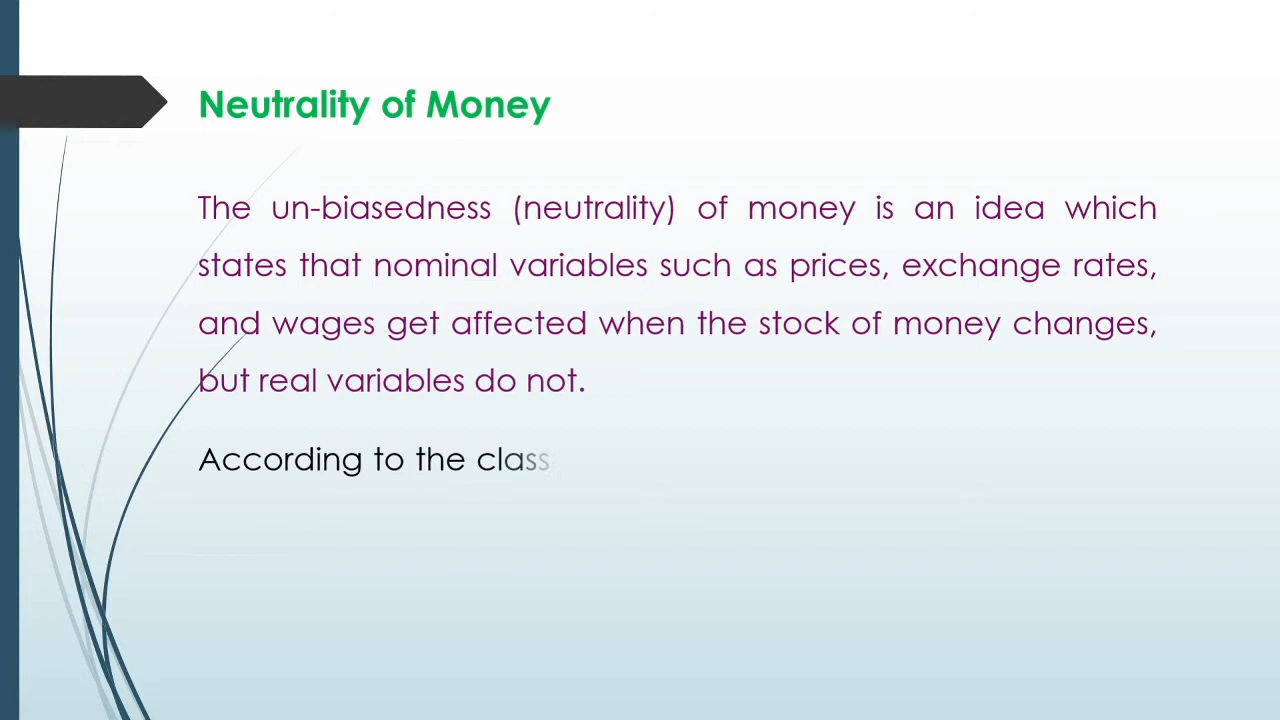 Neutrality of Money
The un-biasedness (neutrality) of money is an idea which
states that nominal variables such as prices, exchange rates,
and wages get affected when the stock of money changes,
but real variables do not.
According to the class